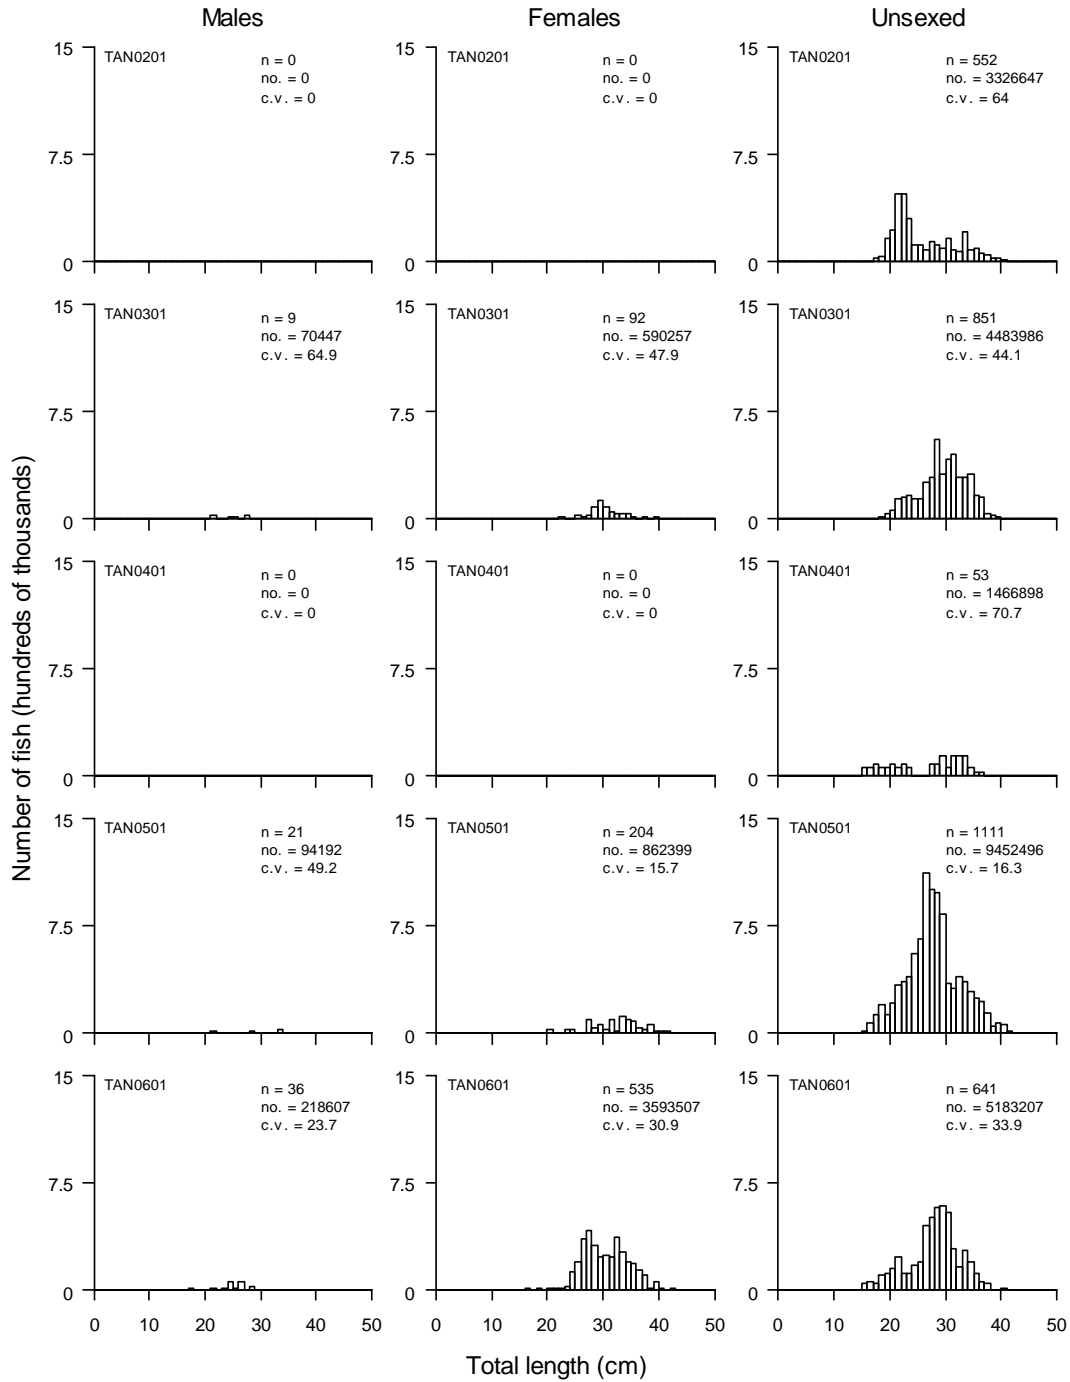 Males
Females
Unsexed
Number of fish (hundreds of thousands)
15
7.5
0
TAN0201
n = 0
no. = 0
c.v. = 0
15
7.5
0
TAN0201
n = 0
no. = 0
c.v. = 0
15
7.5
0
TAN0201
n = 552
no. = 3326647
c.v. = 64
15
7.5
0
TAN0301
n = 9
no. = 70447
c.v. = 64.9
15
7.5
0
TAN0301
n = 92
no. = 590257
c.v. = 47.9
15
7.5
0
TAN0301
n = 851
no. = 4483986
c.v. = 44.1
15
7.5
0
TAN0401
n = 0
no. = 0
c.v. = 0
15
7.5
0
TAN0401
n = 0
no. = 0
c.v. = 0
15
7.5
0
TAN0401
n = 53
no. = 1466898
c.v. = 70.7
15
7.5
0
TAN0501
n = 21
no. = 94192
c.v. = 49.2
15
7.5
0
TAN0501
n = 204
no. = 862399
c.v. = 15.7
15
7.5
0
TAN0501
n = 1111
no. = 9452496
c.v. = 16.3
15
7.5
0
TAN0601
n = 36
no. = 218607
c.v. = 23.7
15
7.5
0
TAN0601
n = 535
no. = 3593507
c.v. = 30.9
15
7.5
0
TAN0601
n = 641
no. = 5183207
c.v. = 33.9
0 10 20 30 40 50
0 10 20 30 40 50
0 10 20 30 40 50
Total length (cm)